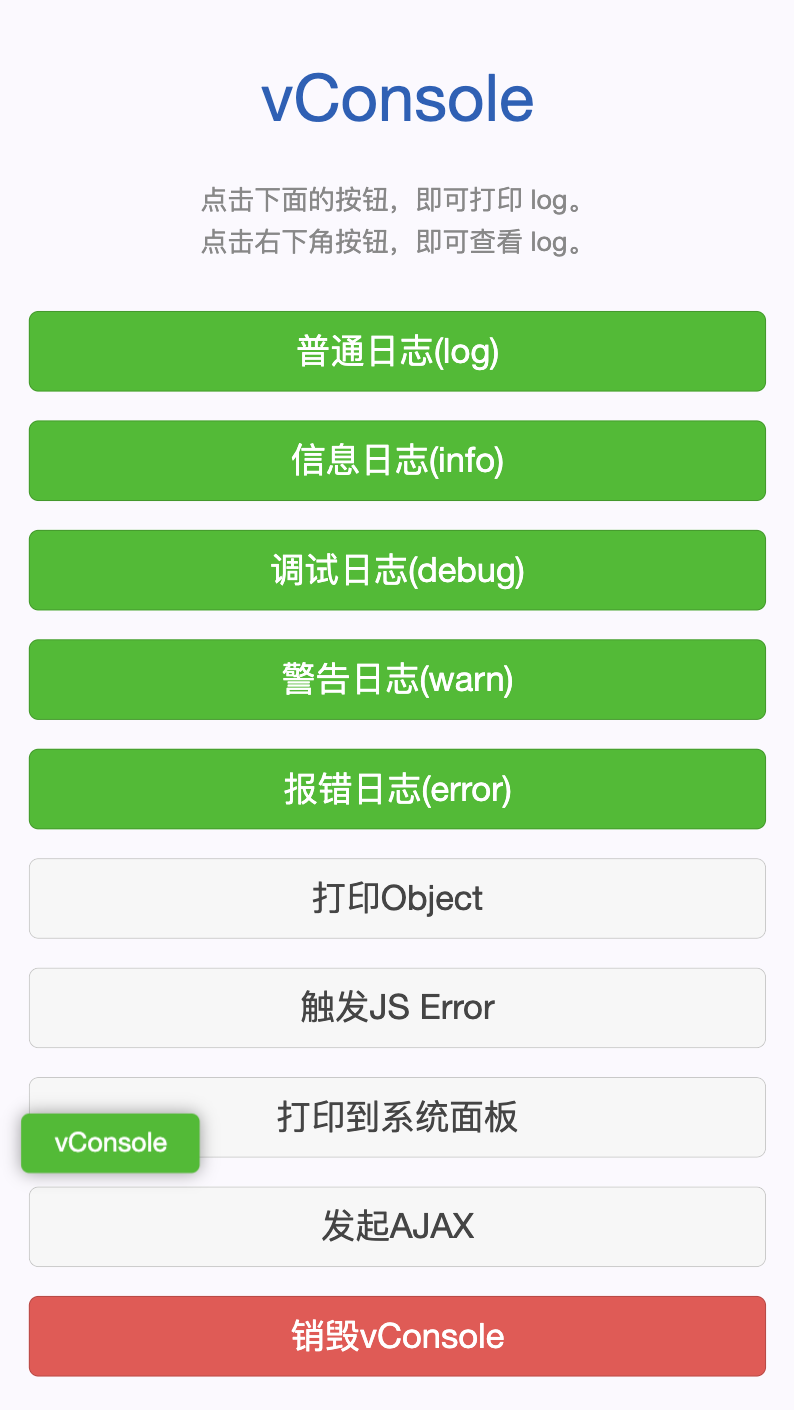 vConsole
点击下面的按钮，即可打印 log。
点击右下角按钮，即可查看 log。
普通日志(log)
信息日志(info)
调试日志(debug)
警告日志(warn)
报错日志(error)
打印Object
触发JS Error
打印到系统面板
vConsole
发起AJAX
销毁vConsole